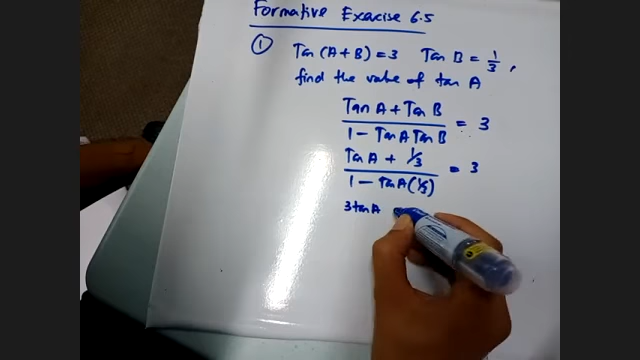 Formative Exercise 6.5
① Tan (A + B) = 3 Tan B = 1/3 ,
find the value of tan A
Tan A + Tan B / 1 - Tan A Tan B = 3
Tan A + 1/3 / 1 - Tan A (1/3) = 3
3tan A